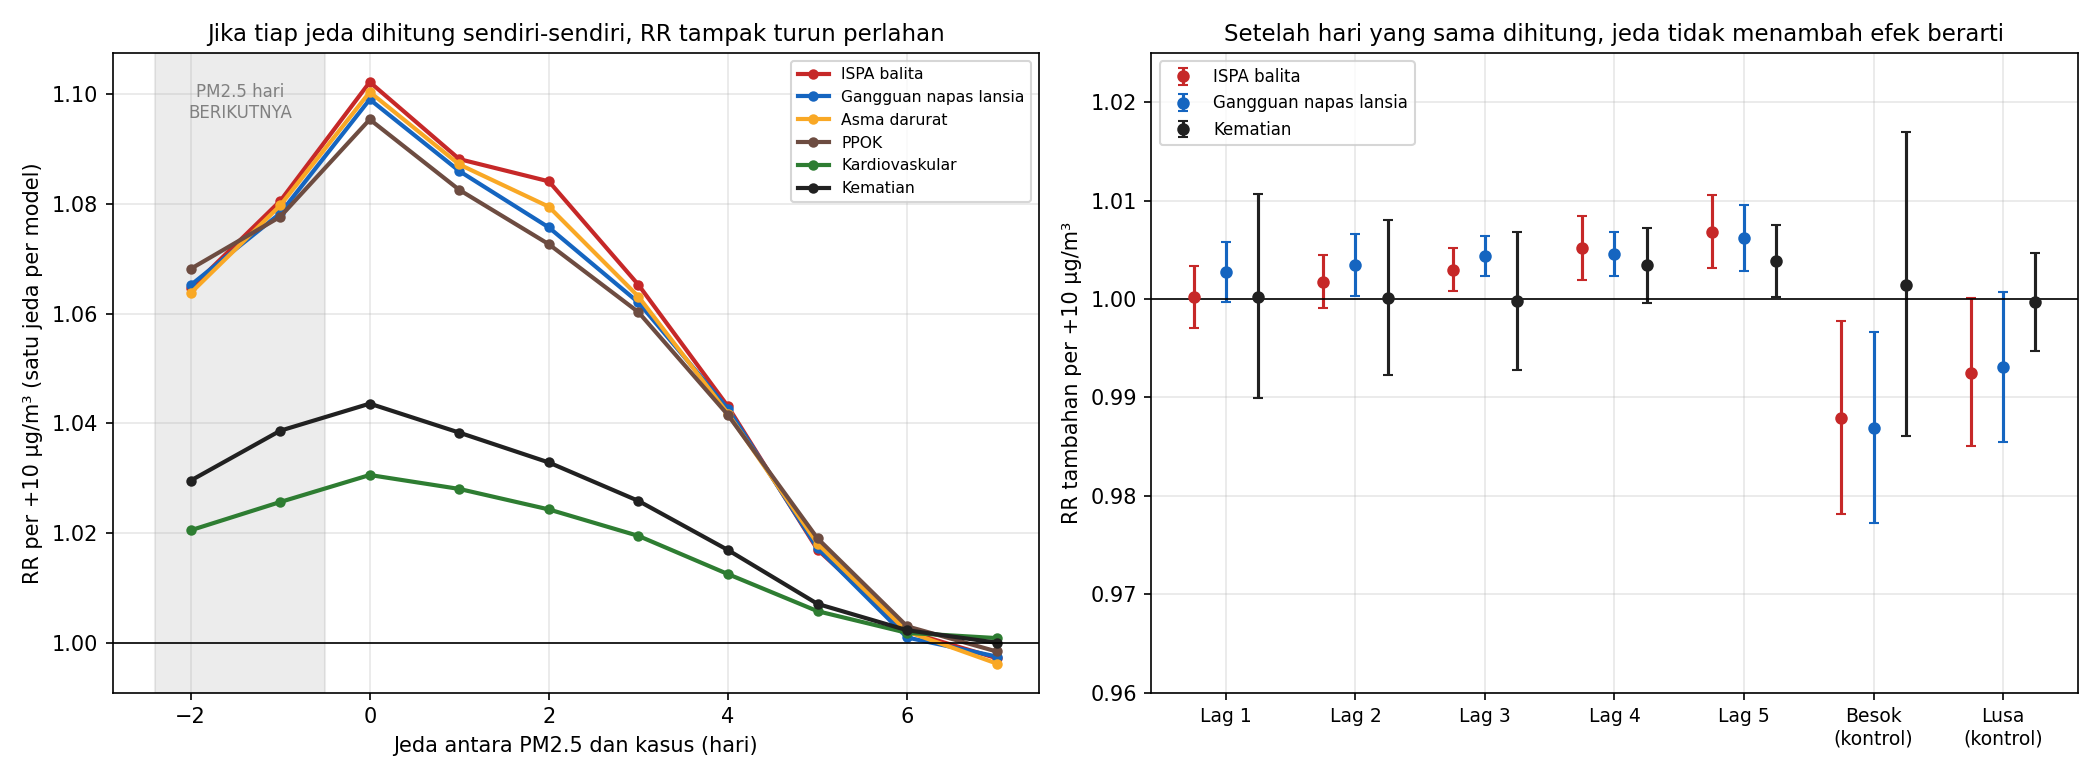 Jika tiap jeda dihitung sendiri-sendiri, RR tampak turun perlahan
PM2.5 hari
BERIKUTNYA
ISPA balita
Gangguan napas lansia
Asma darurat
PPOK
Kardiovaskular
Kematian
RR per +10 µg/m³ (satu jeda per model)
1.10
1.08
1.06
1.04
1.02
1.00
−2
0
2
4
6
Jeda antara PM2.5 dan kasus (hari)
Setelah hari yang sama dihitung, jeda tidak menambah efek berarti
ISPA balita
Gangguan napas lansia
Kematian
RR tambahan per +10 µg/m³
1.02
1.01
1.00
0.99
0.98
0.97
0.96
Lag 1
Lag 2
Lag 3
Lag 4
Lag 5
Besok
(kontrol)
Lusa
(kontrol)